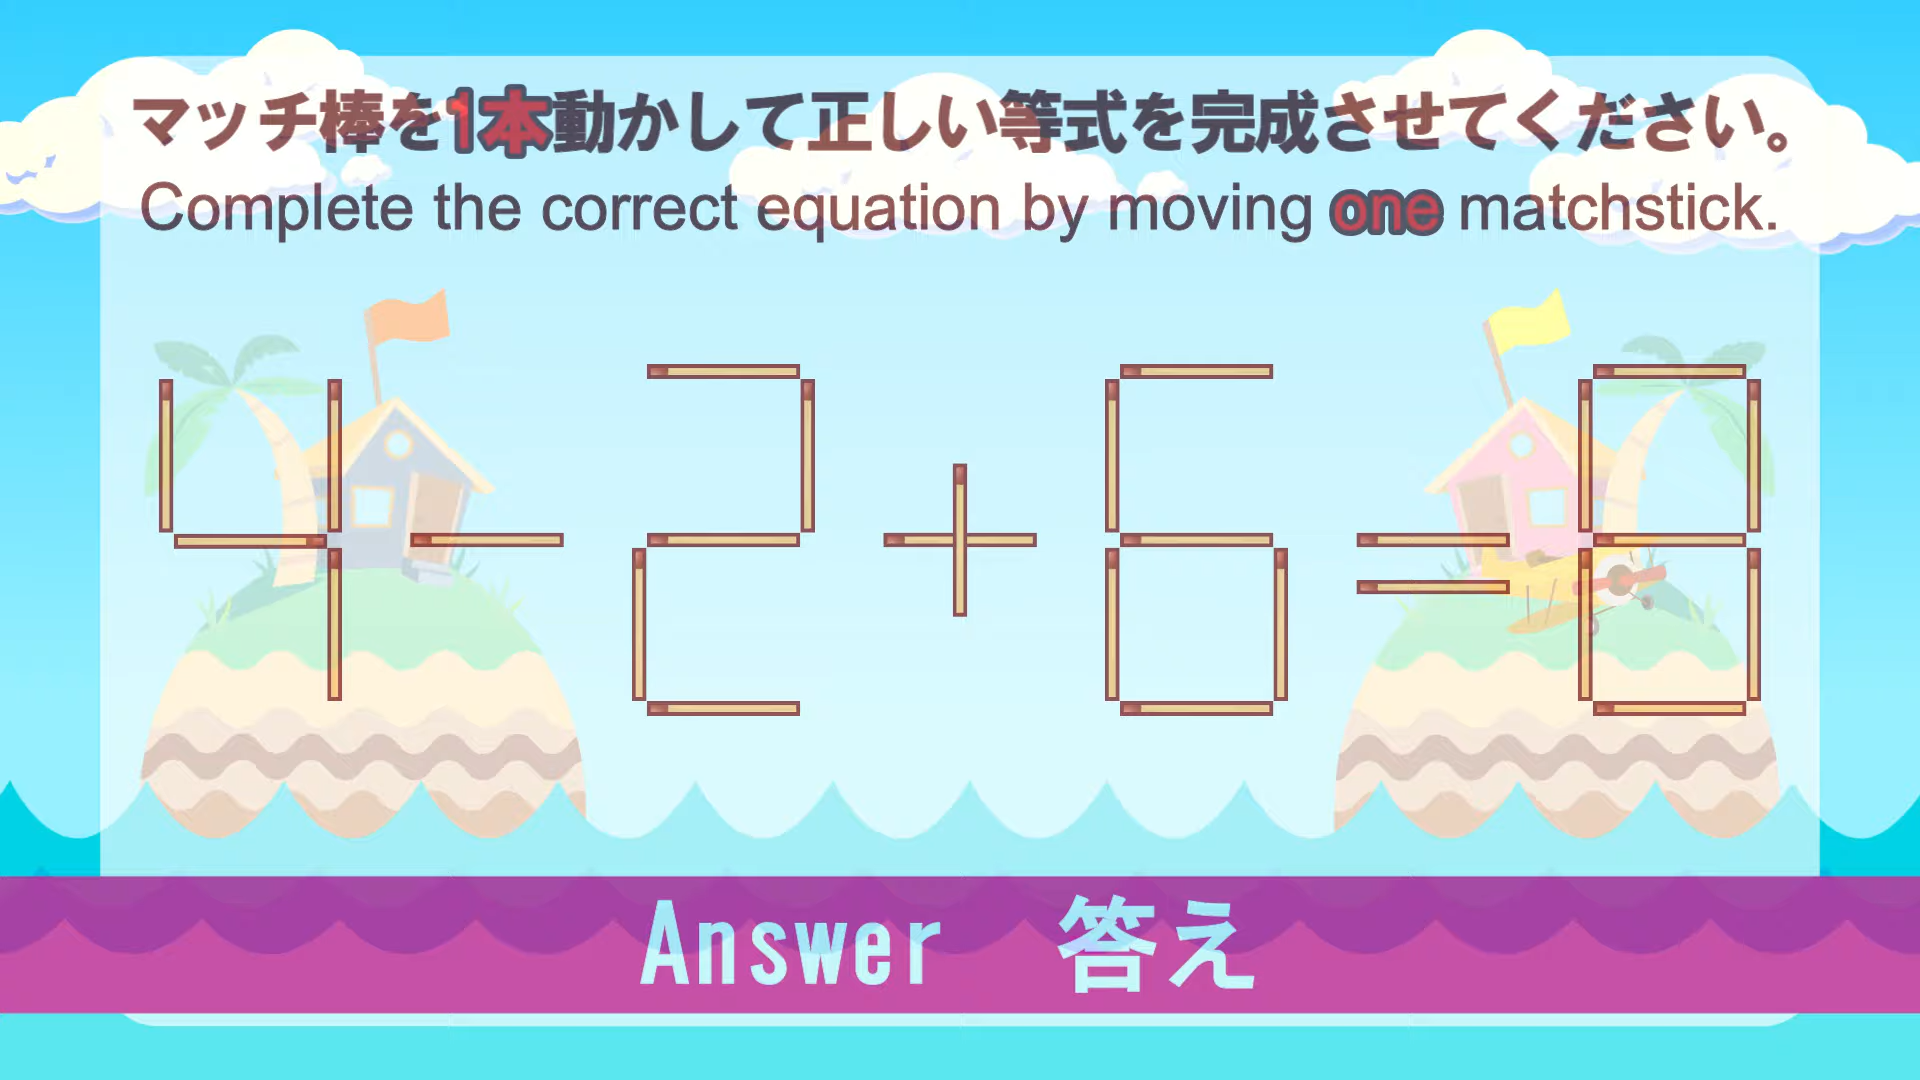 マッチ棒を1本動かして正しい等式を完成させてください。
Complete the correct equation by moving one matchstick.
4-2+6=8
Answer 答え